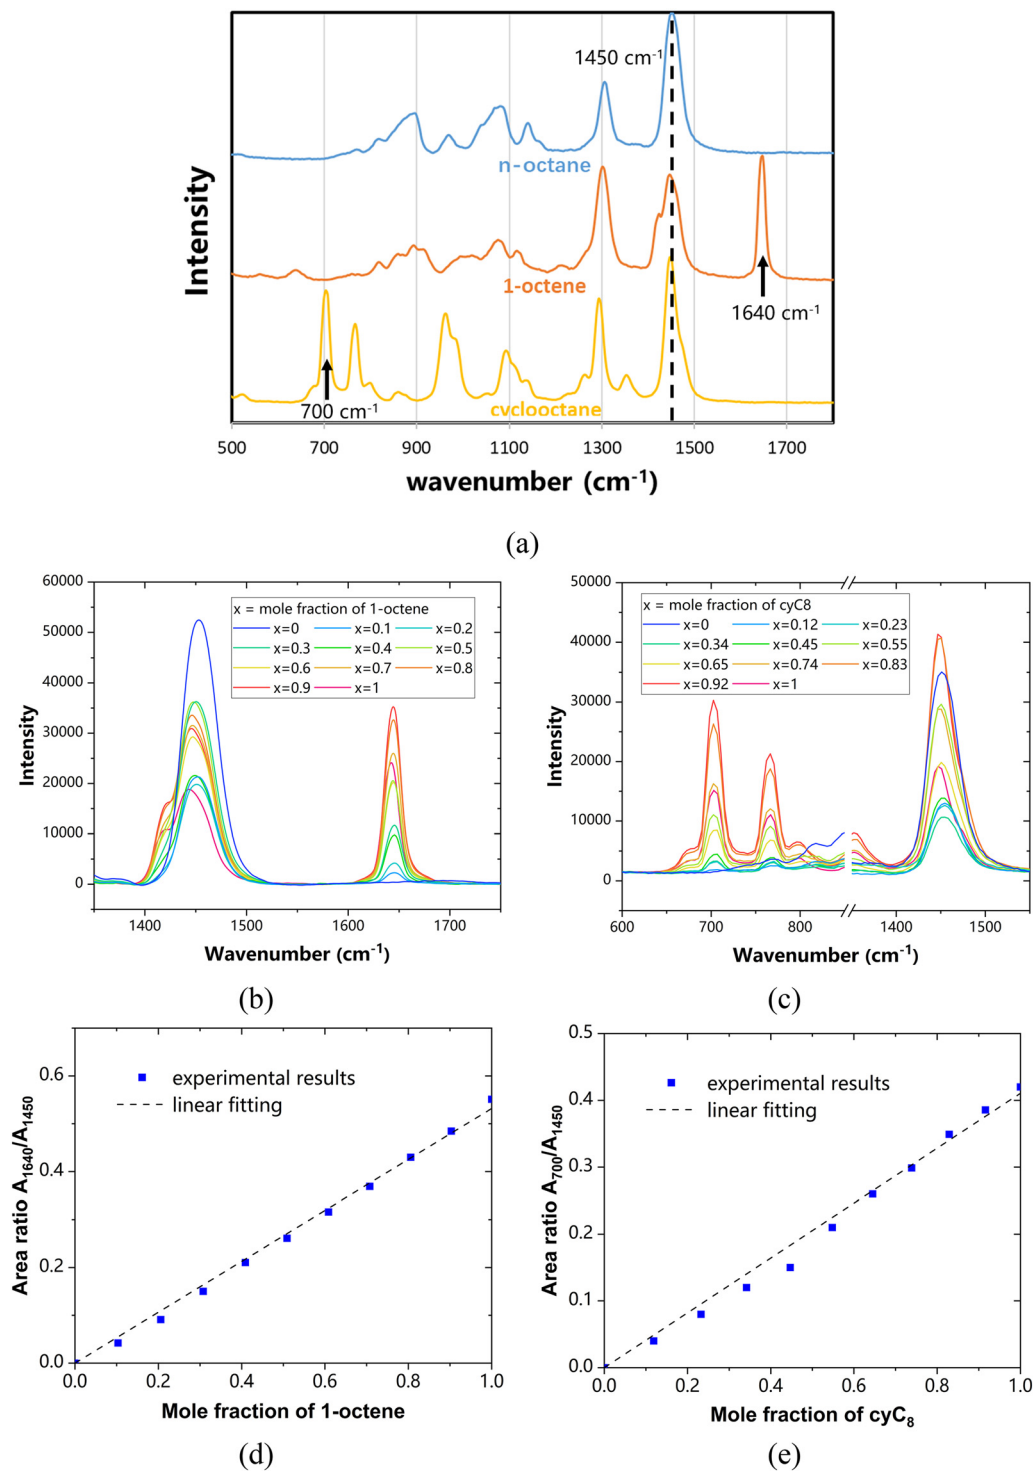 1450 cm⁻¹
n-octane
1-octene
1640 cm⁻¹
700 cm⁻¹
cyclooctane
Intensity
500 700 900 1100 1300 1500 1700
wavenumber (cm⁻¹)
(a)
60000
50000
40000
30000
20000
10000
0
Intensity
x = mole fraction of 1-octene
x=0 x=0.1 x=0.2
x=0.3 x=0.4 x=0.5
x=0.6 x=0.7 x=0.8
x=0.9 x=1
1400 1500 1600 1700
Wavenumber (cm⁻¹)
(b)
50000
40000
30000
20000
10000
0
Intensity
x = mole fraction of cyC8
x=0 x=0.12 x=0.23
x=0.34 x=0.45 x=0.55
x=0.65 x=0.74 x=0.83
x=0.92 x=1
600 700 800 1400 1500
Wavenumber (cm⁻¹)
(c)
0.6
0.4
0.2
0.0
Area ratio A₁₆₄₀/A₁₄₅₀
experimental results
linear fitting
0.0 0.2 0.4 0.6 0.8 1.0
Mole fraction of 1-octene
(d)
0.5
0.4
0.3
0.2
0.1
0.0
Area ratio A₇₀₀/A₁₄₅₀
experimental results
linear fitting
0.0 0.2 0.4 0.6 0.8 1.0
Mole fraction of cyC₈
(e)